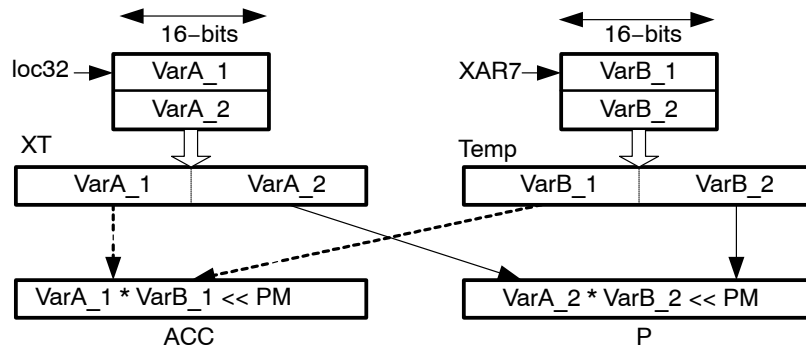 16−bits 16−bits
loc32 VarA_1 XAR7 VarB_1
VarA_2 VarB_2
XT Temp
VarA_1 VarA_2 VarB_1 VarB_2
VarA_1 * VarB_1 << PM VarA_2 * VarB_2 << PM
ACC P